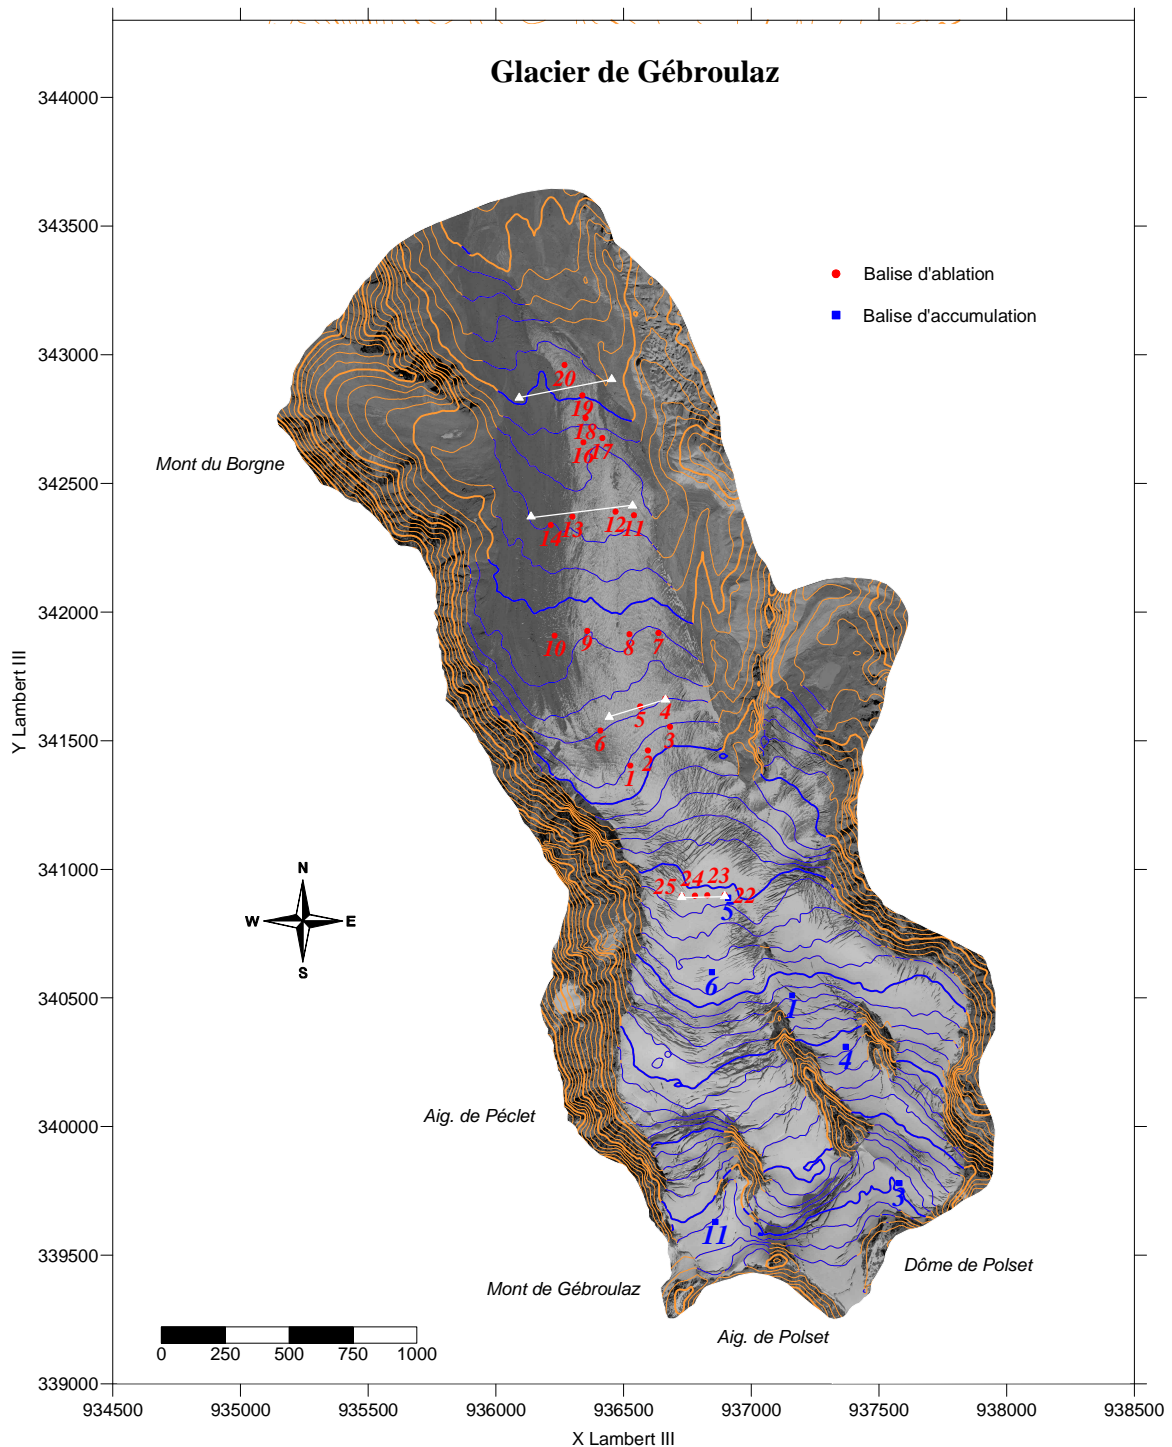 Glacier de Gébroulaz
344000
343500
Balise d'ablation
Balise d'accumulation
343000
20
19
18
16
17
Mont du Borgne
342500
12
11
13
14
342000
10
9
8
7
Y Lambert III
5
4
6
3
341500
2
1
341000
N
W
E
S
25
24
23
22
5
6
340500
1
4
Aig. de Péclet
340000
3
11
339500
Dôme de Polset
Mont de Gébroulaz
Aig. de Polset
0 250 500 750 1000
339000
934500 935000 935500 936000 936500 937000 937500 938000 938500
X Lambert III